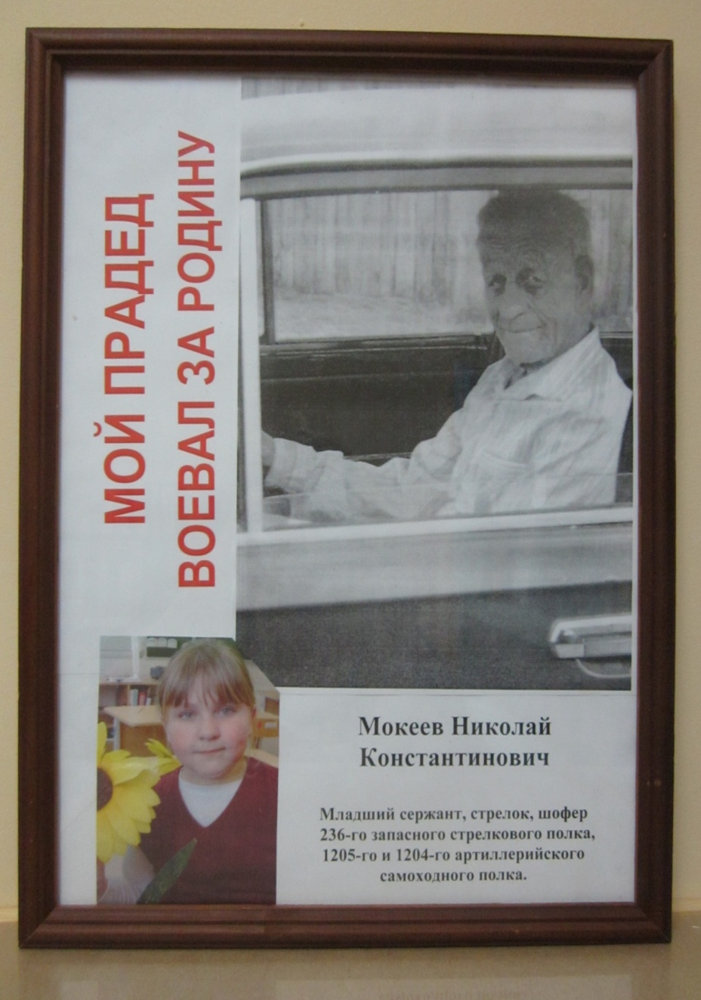 МОЙ ПРАДЕД
ВОЕВАЛ ЗА РОДИНУ
Мокеев Николай
Константинович
Младший сержант, стрелок, шофер
236-го запасного стрелкового полка,
1205-го и 1204-го артиллерийского
самоходного полка.